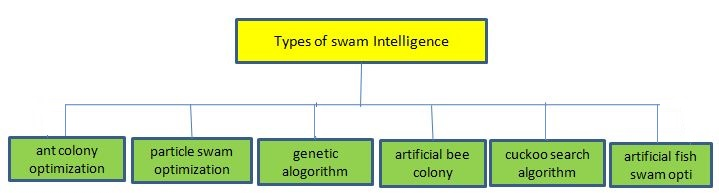 Types of swam Intelligence
ant colony
optimization
particle swam
optimization
genetic
alogorithm
artificial bee
colony
cuckoo search
algorithm
artificial fish
swam opti